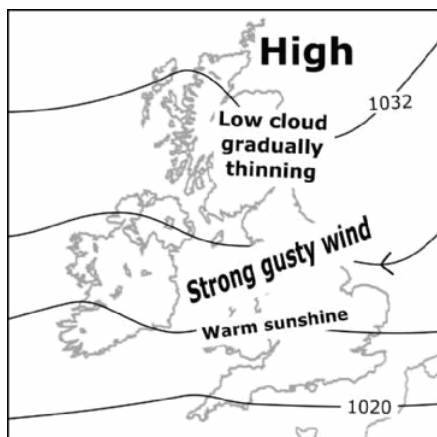 High
1032
Low cloud
gradually
thinning
Strong gusty wind
Warm sunshine
1020